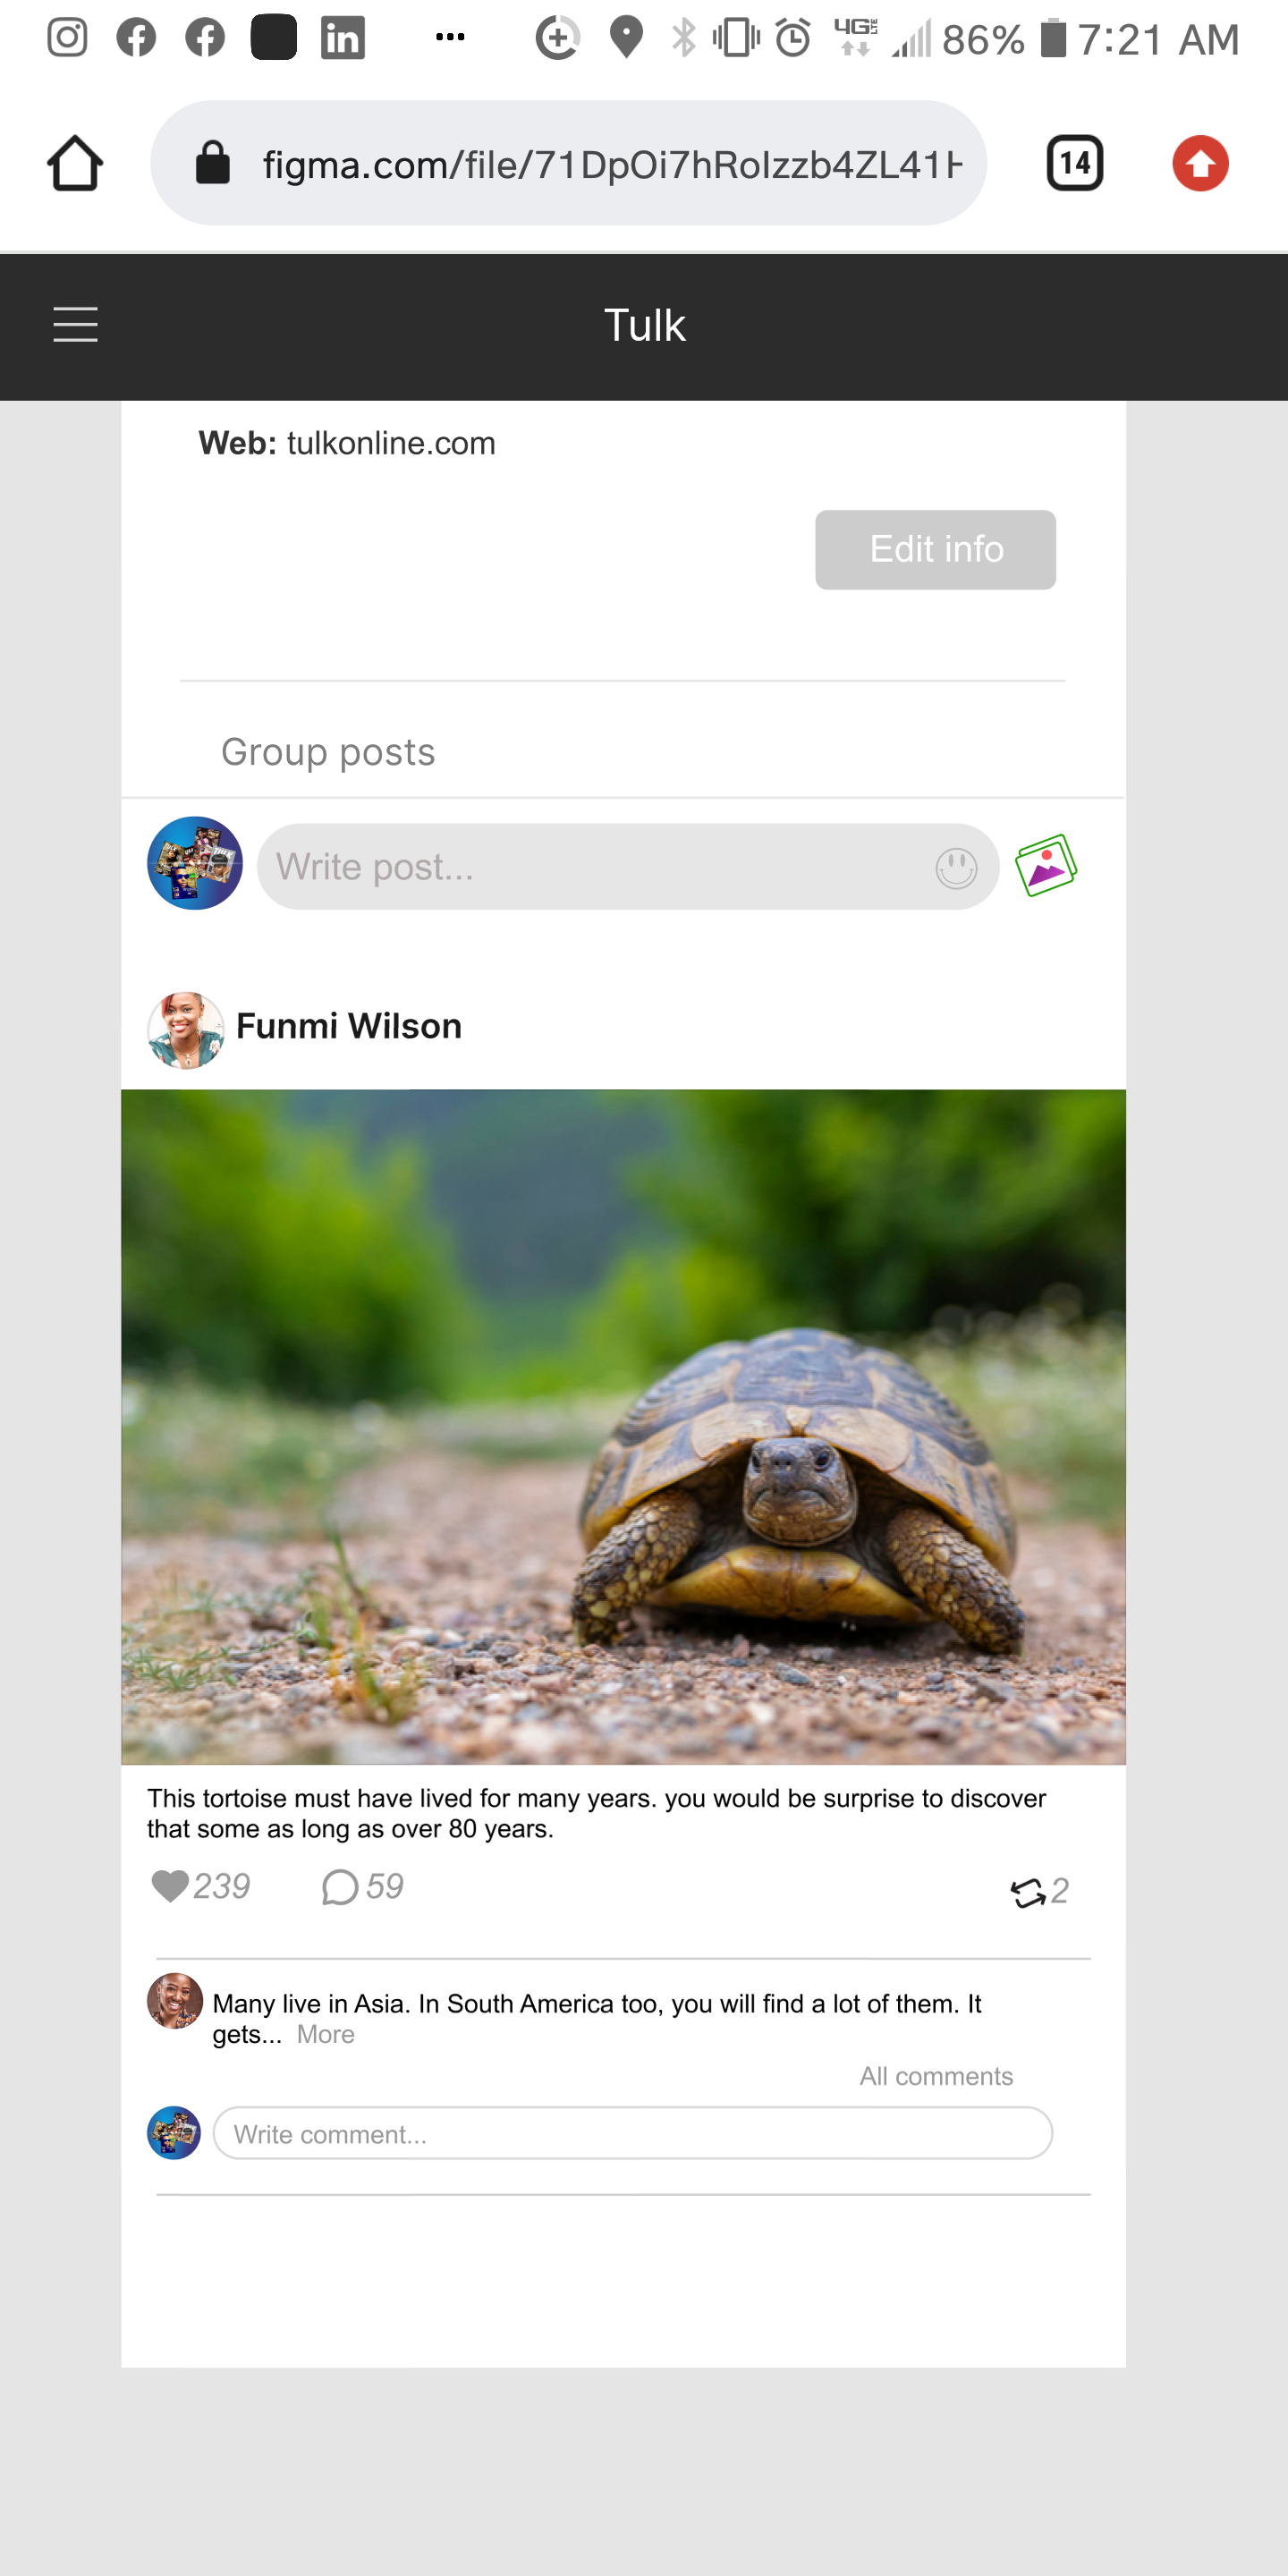 86% 7:21 AM
figma.com/file/71DpOi7hRoIzzb4ZL41H
14
Tulk
Web: tulkonline.com
Edit info
Group posts
Write post...
Funmi Wilson
This tortoise must have lived for many years. you would be surprise to discover
that some as long as over 80 years.
239 59 2
Many live in Asia. In South America too, you will find a lot of them. It
gets... More
All comments
Write comment...